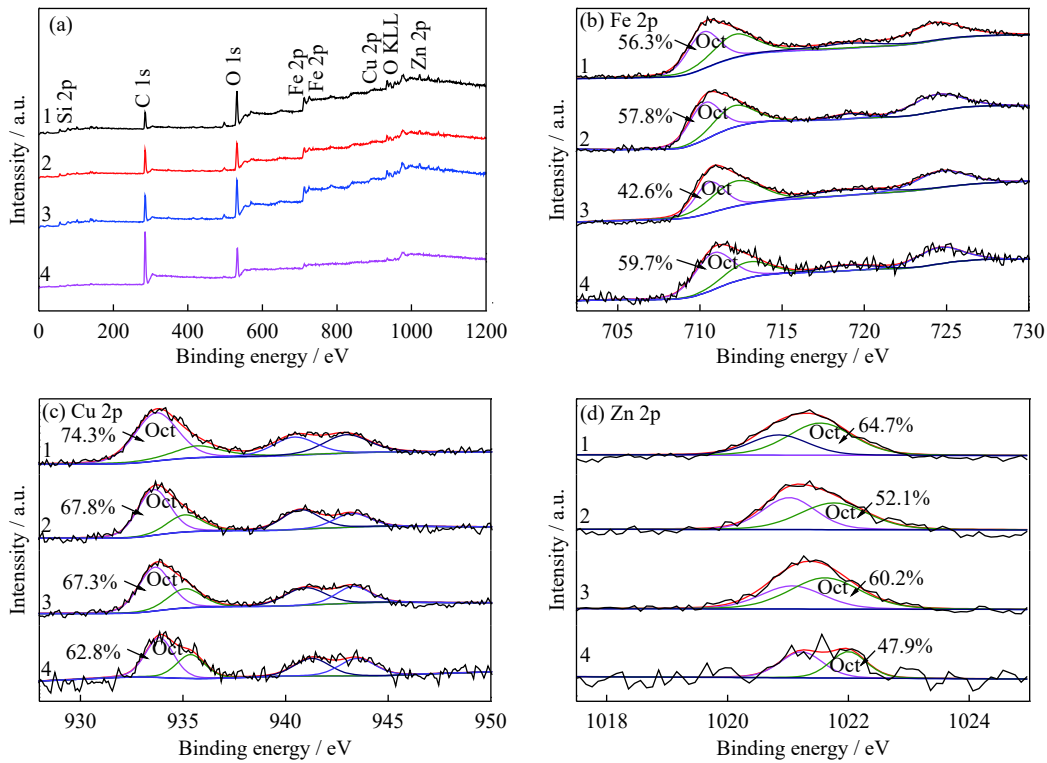 (a)
Si 2p
C 1s
O 1s
Fe 2p
Fe 2p
Cu 2p
O KLL
Zn 2p
1
2
3
4
Intenssity / a.u.
0 200 400 600 800 1000 1200
Binding energy / eV
(b) Fe 2p
56.3% Oct
1
57.8% Oct
2
42.6% Oct
3
59.7% Oct
4
Intensity / a.u.
705 710 715 720 725 730
Binding energy / eV
(c) Cu 2p
74.3% Oct
1
67.8% Oct
2
67.3% Oct
3
62.8% Oct
4
Intenssity / a.u.
930 935 940 945 950
Binding energy / eV
(d) Zn 2p
1 Oct 64.7%
2 Oct 52.1%
3 Oct 60.2%
4 Oct 47.9%
Intensity / a.u.
1018 1020 1022 1024
Binding energy / eV